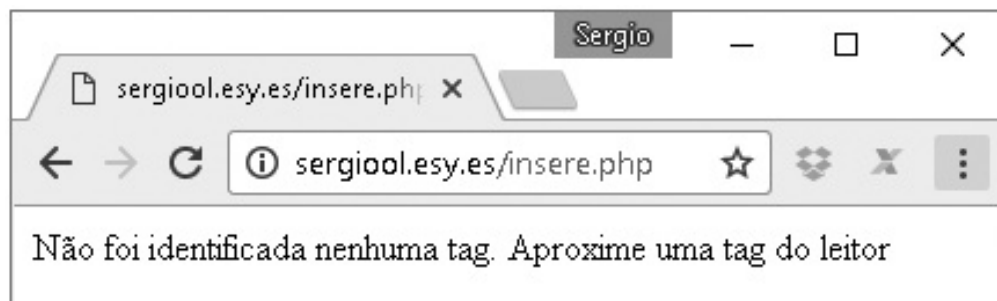 Sergio
sergiool.esy.es/insere.ph
sergiool.esy.es/insere.php
Não foi identificada nenhuma tag. Aproxime uma tag do leitor